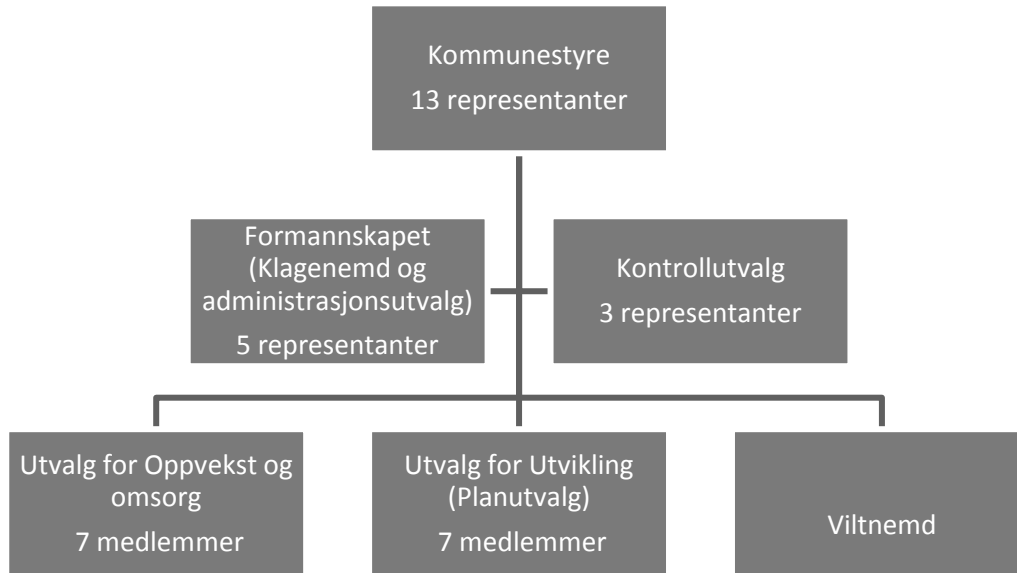 Kommunestyre
13 representanter
Formannskapet
(Klagenemd og
administrasjonsutvalg)
5 representanter
Kontrollutvalg
3 representanter
Utvalg for Oppvekst og
omsorg
7 medlemmer
Utvalg for Utvikling
(Planutvalg)
7 medlemmer
Viltnemd